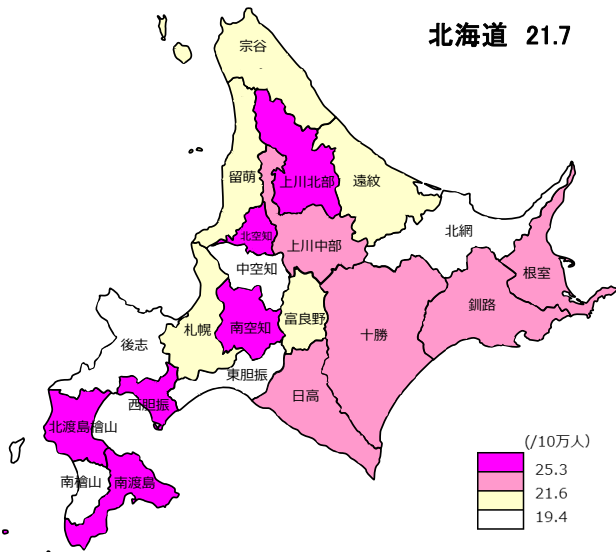 北海道 21.7
宗谷
上川北部
留萌
遠紋
北空知
上川中部
北網
中空知
根室
釧路
富良野
札幌
南空知
十勝
後志
東胆振
日高
西胆振
北渡島檜山
南檜山
南渡島
(/10万人)
25.3
21.6
19.4